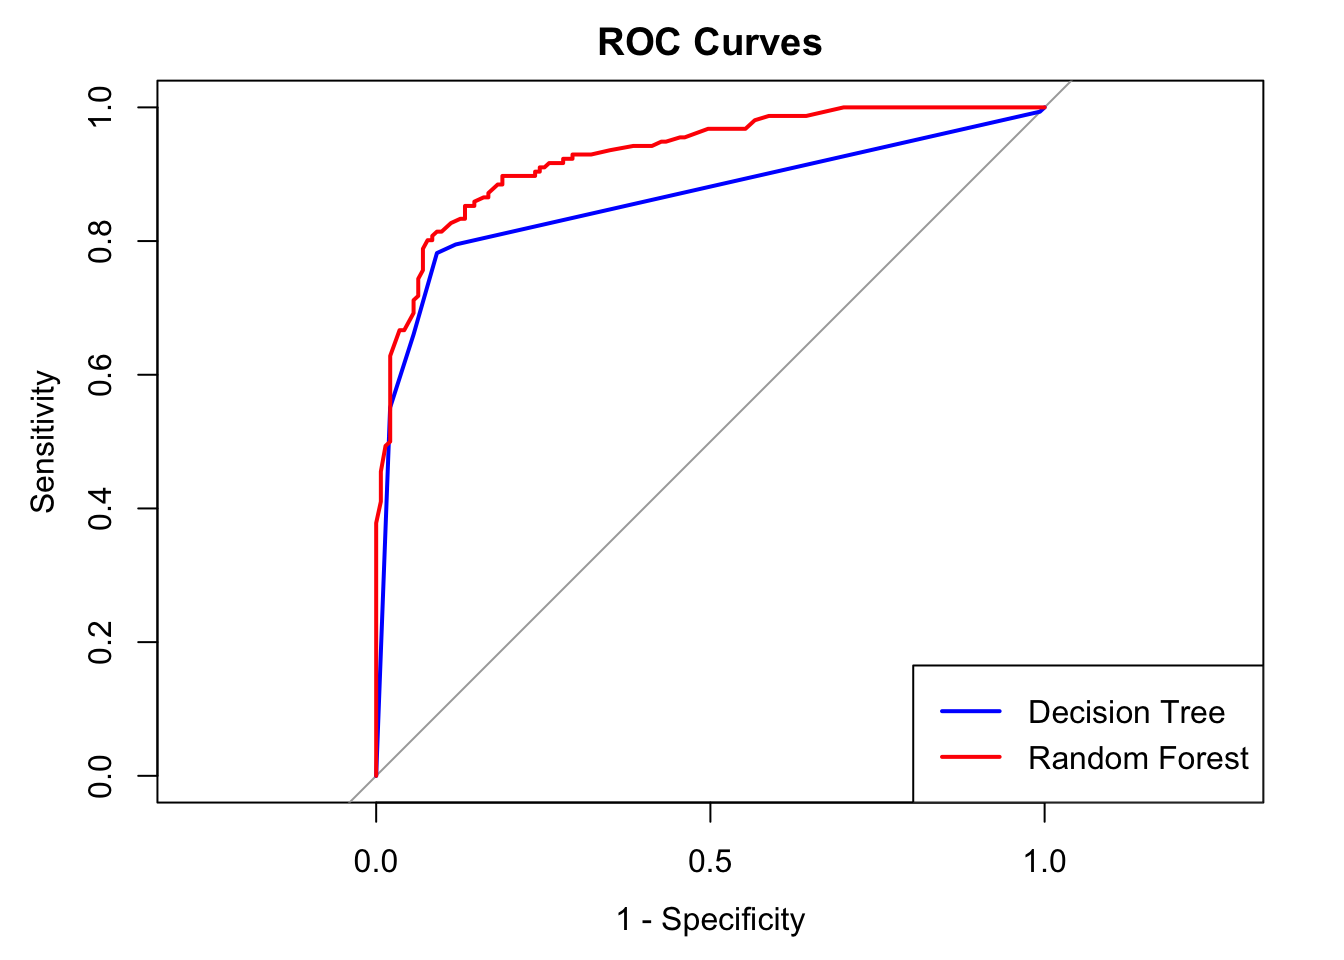 ROC Curves
Sensitivity
1.0
0.8
0.6
0.4
0.2
0.0
Decision Tree
Random Forest
0.0 0.5 1.0
1 - Specificity